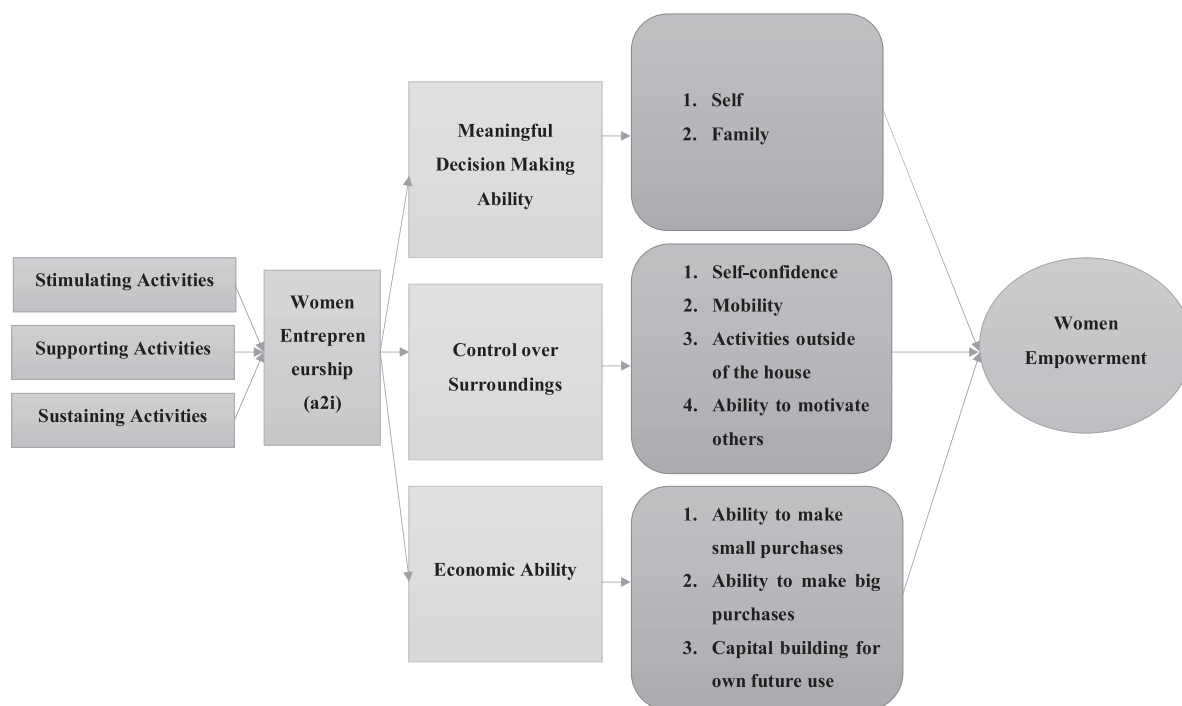 Stimulating Activities
Supporting Activities
Sustaining Activities
Women
Entrepren
eurship
(a2i)
Meaningful
Decision Making
Ability
Control over
Surroundings
Economic Ability
1. Self
2. Family
1. Self-confidence
2. Mobility
3. Activities outside
of the house
4. Ability to motivate
others
1. Ability to make
small purchases
2. Ability to make big
purchases
3. Capital building for
own future use
Women
Empowerment